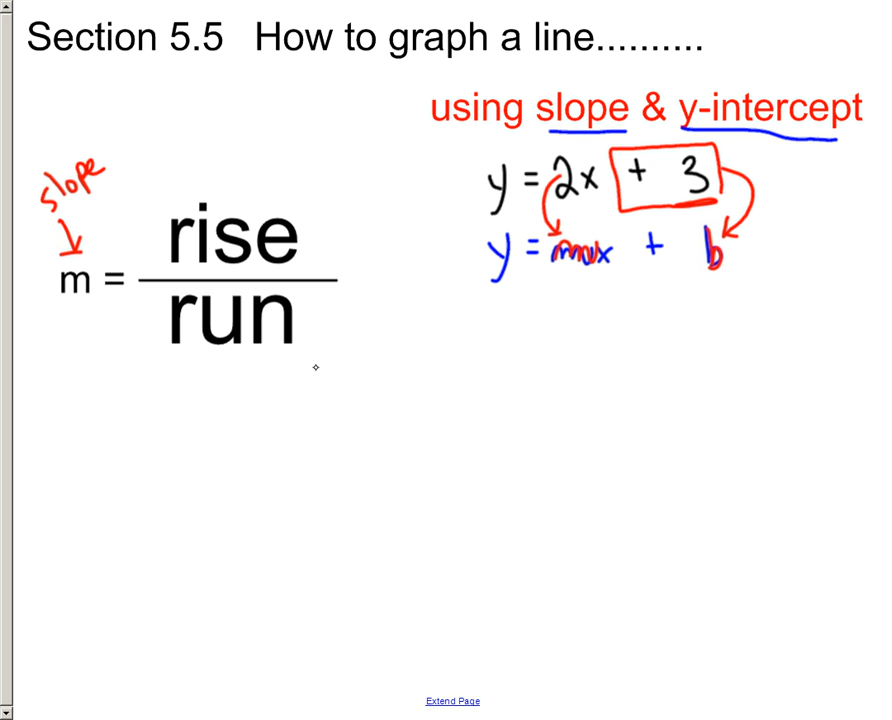 Section 5.5 How to graph a line..........
using slope & y-intercept
y = 2x + 3
y = mx + b
slope
m = rise
run
Extend Page